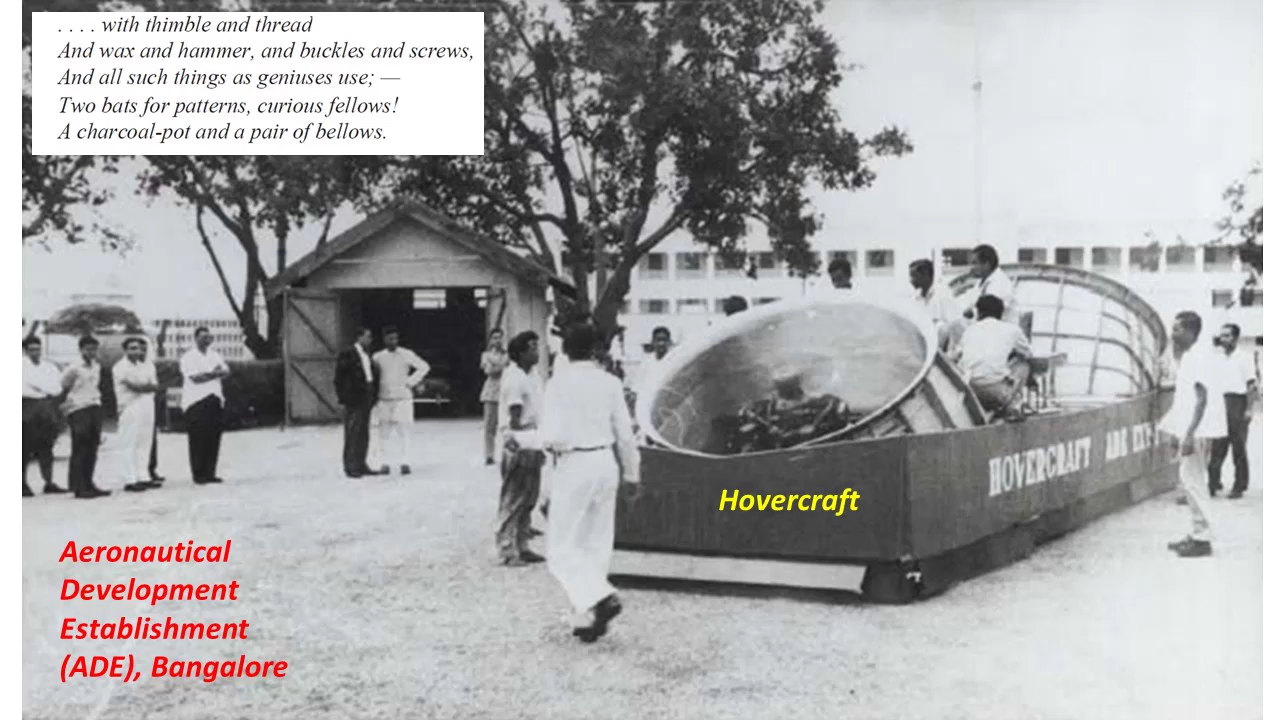 . . . . with thimble and thread
And wax and hammer, and buckles and screws,
And all such things as geniuses use; —
Two bats for patterns, curious fellows!
A charcoal-pot and a pair of bellows.
Hovercraft
HOVERCRAFT ADE
Aeronautical
Development
Establishment
(ADE), Bangalore